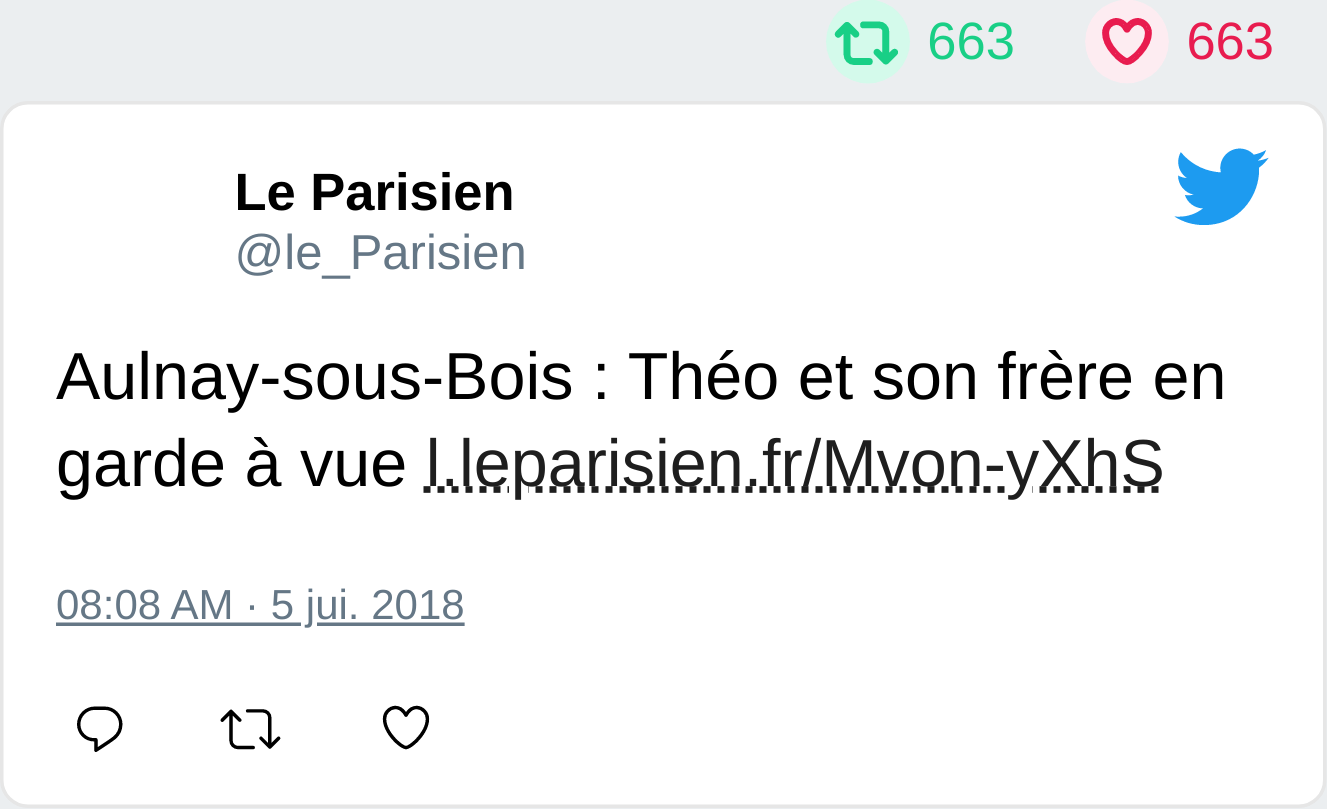 663 663
Le Parisien
@le_Parisien
Aulnay-sous-Bois : Théo et son frère en
garde à vue l.leparisien.fr/Mvon-yXhS
08:08 AM · 5 jui. 2018